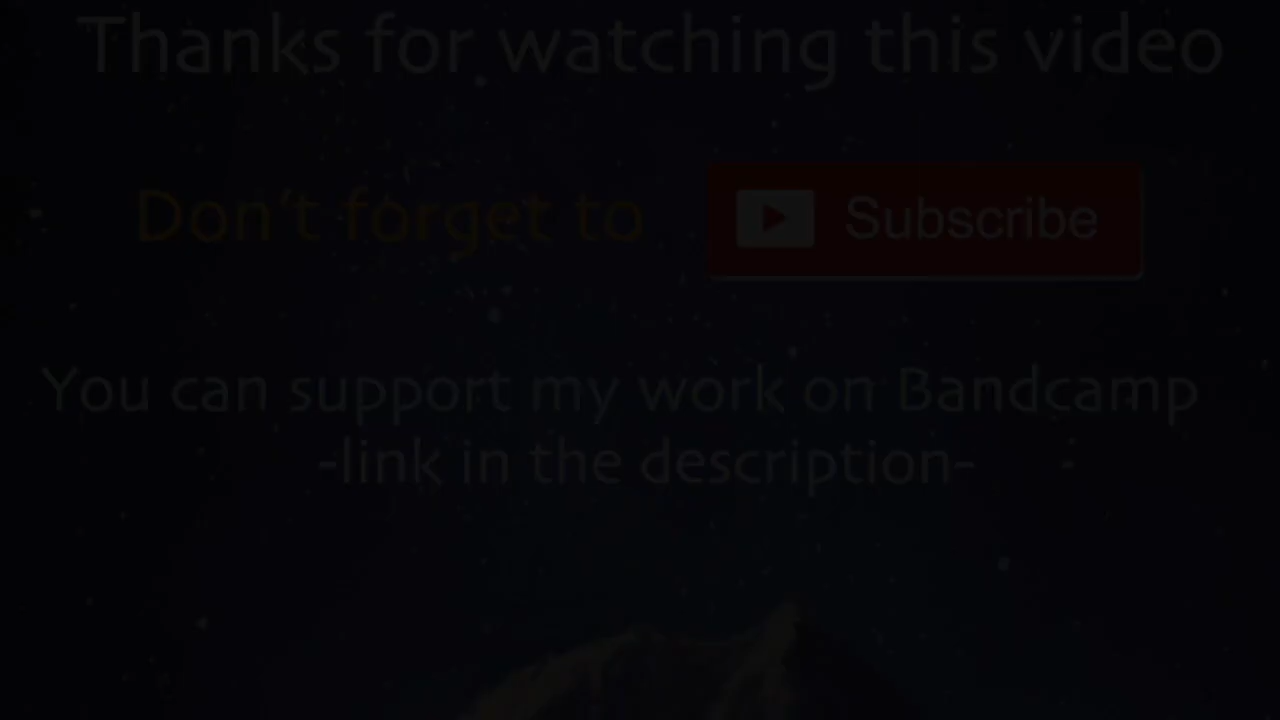 Thanks for watching this video
Don't forget to Subscribe
You can support my work on Bandcamp
-link in the description-